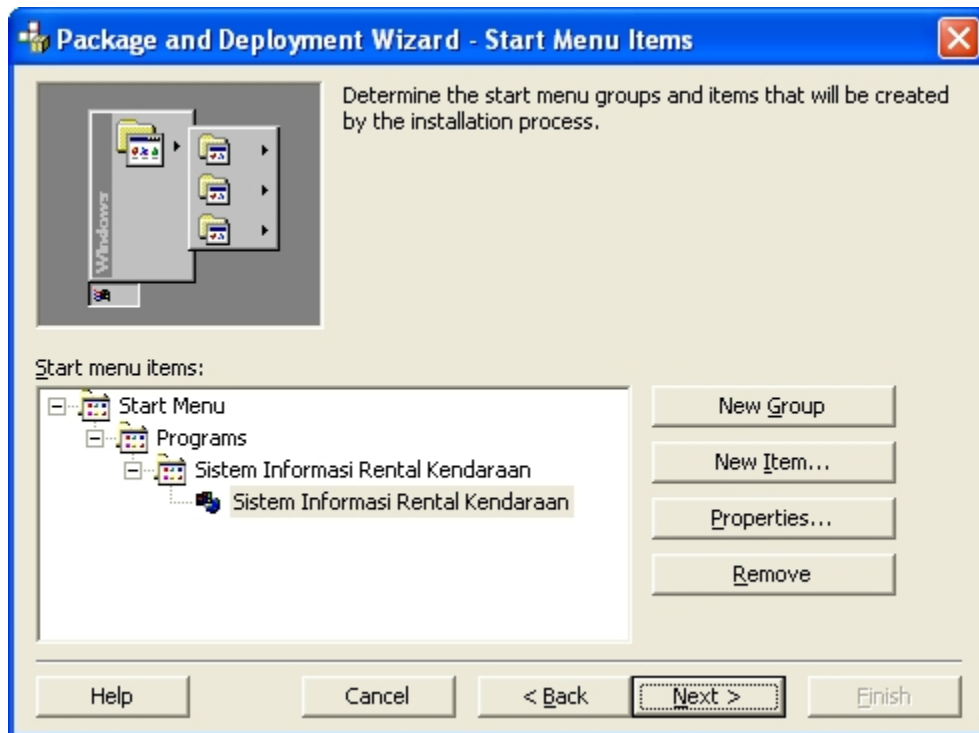 Package and Deployment Wizard - Start Menu Items
Determine the start menu groups and items that will be created
by the installation process.
Windows
Start menu items:
Start Menu
Programs
Sistem Informasi Rental Kendaraan
Sistem Informasi Rental Kendaraan
New Group
New Item...
Properties...
Remove
Help
Cancel
< Back
Next >
Finish